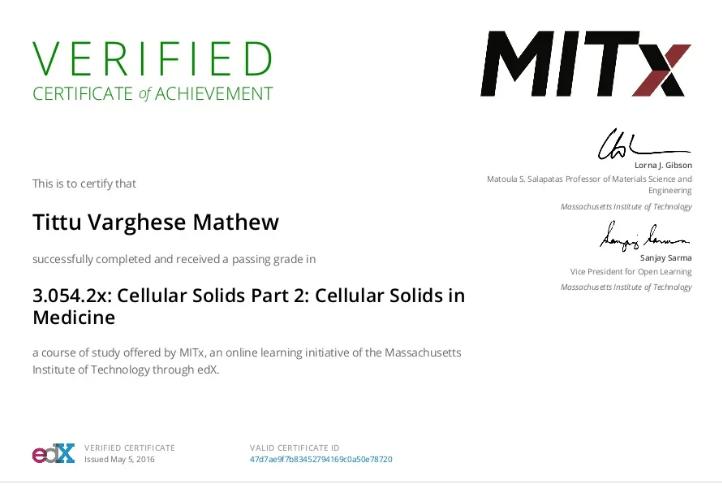 VERIFIED
CERTIFICATE of ACHIEVEMENT
MITx
Lorna J. Gibson
Matoula S. Salapatas Professor of Materials Science and
Engineering
Massachusetts Institute of Technology
Sanjay Sarma
Vice President for Open Learning
Massachusetts Institute of Technology
This is to certify that
Tittu Varghese Mathew
successfully completed and received a passing grade in
3.054.2x: Cellular Solids Part 2: Cellular Solids in
Medicine
a course of study offered by MITx, an online learning initiative of the Massachusetts
Institute of Technology through edX.
edX
VERIFIED CERTIFICATE
Issued May 5, 2016
VALID CERTIFICATE ID
47d7ae9f7b83452794169c0a50e78720